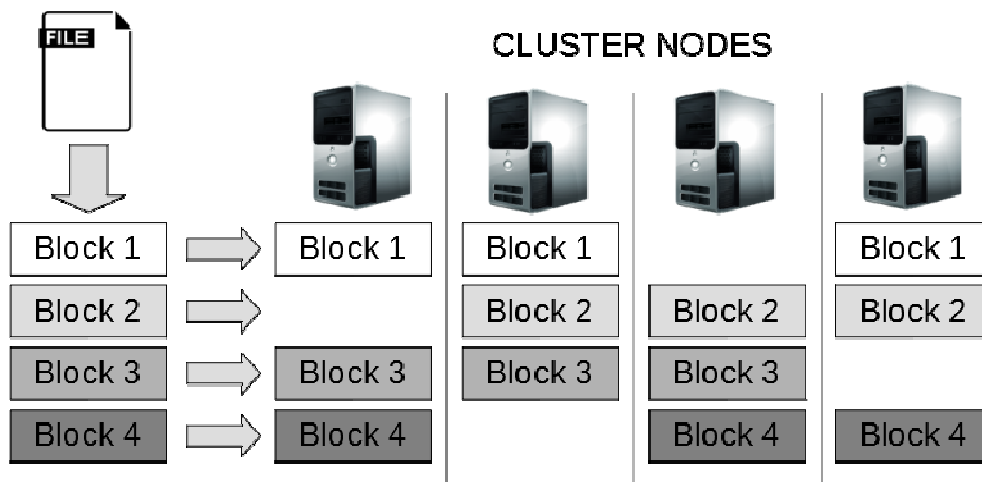 FILE
CLUSTER NODES
Block 1 Block 1 Block 1 Block 1
Block 2 Block 2 Block 2 Block 2
Block 3 Block 3 Block 3 Block 3
Block 4 Block 4 Block 4 Block 4